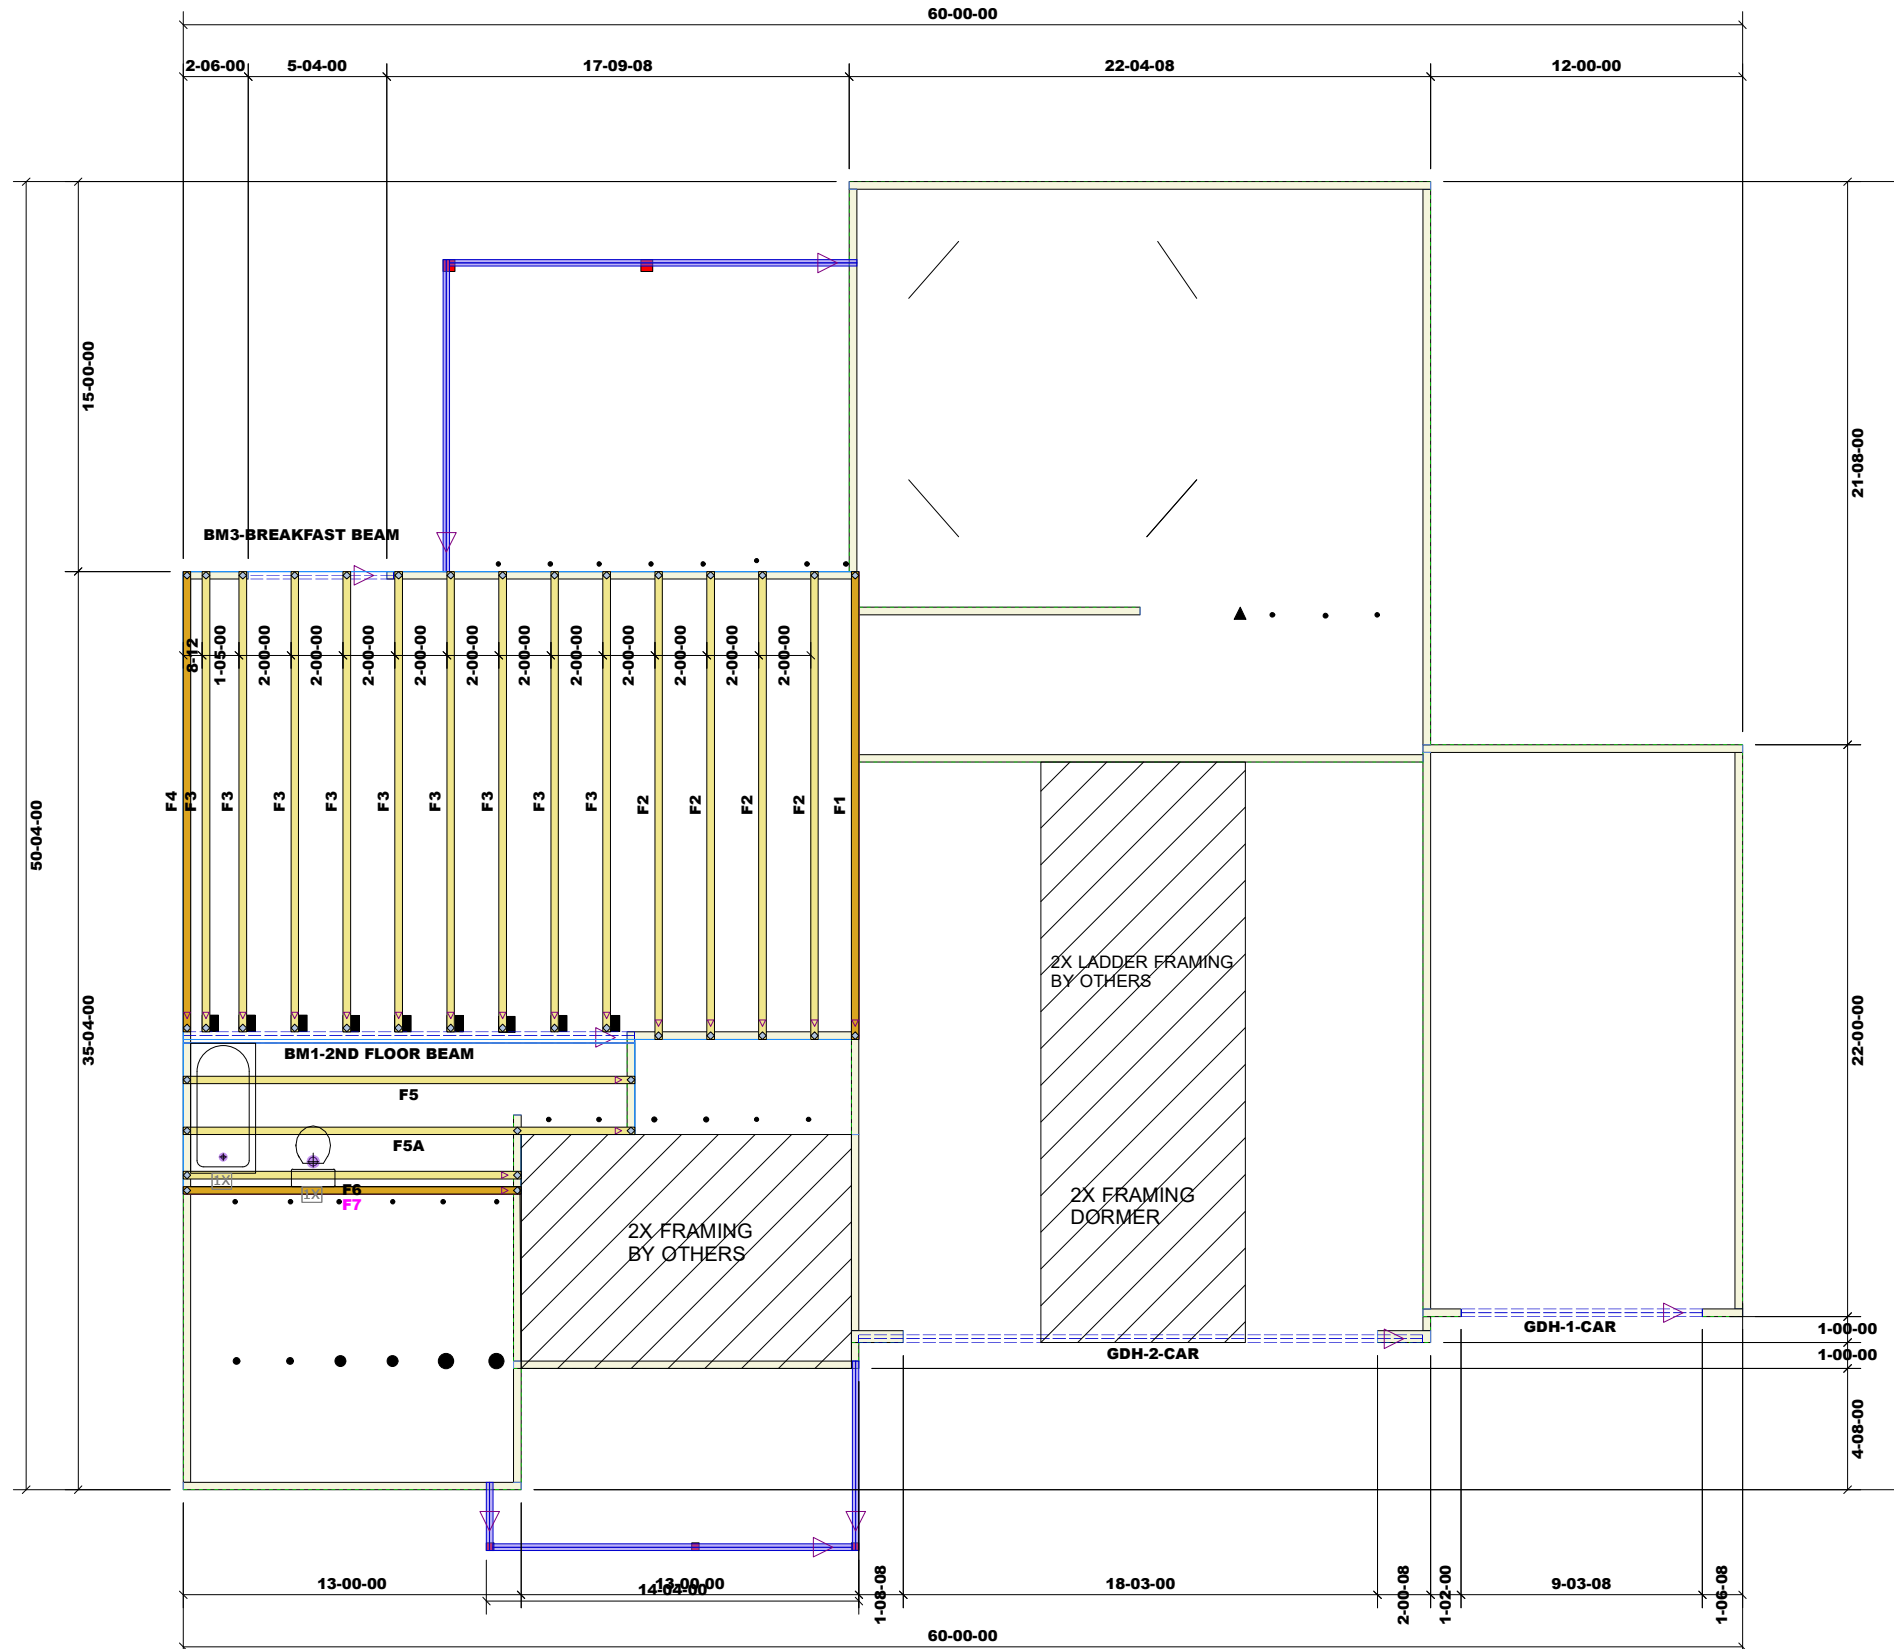 60-00-00
2-06-00
5-04-00
17-09-08
22-04-08
12-00-00
15-00-00
21-08-00
BM3-BREAKFAST BEAM
8-12
1-05-00
2-00-00
2-00-00
2-00-00
2-00-00
2-00-00
2-00-00
2-00-00
2-00-00
2-00-00
2-00-00
2-00-00
50-04-00
F4
F3
F3
F3
F3
F3
F3
F3
F3
F3
F2
F2
F2
F2
F1
2X LADDER FRAMING
BY OTHERS
35-04-00
22-00-00
BM1-2ND FLOOR BEAM
F5
F5A
1X
1X
F6
F7
2X FRAMING
DORMER
2X FRAMING
BY OTHERS
GDH-1-CAR
GDH-2-CAR
1-00-00
1-00-00
4-08-00
13-00-00
13-00-00
14-04-00
1-08-08
18-03-00
2-00-08
1-02-00
9-03-08
1-06-08
60-00-00